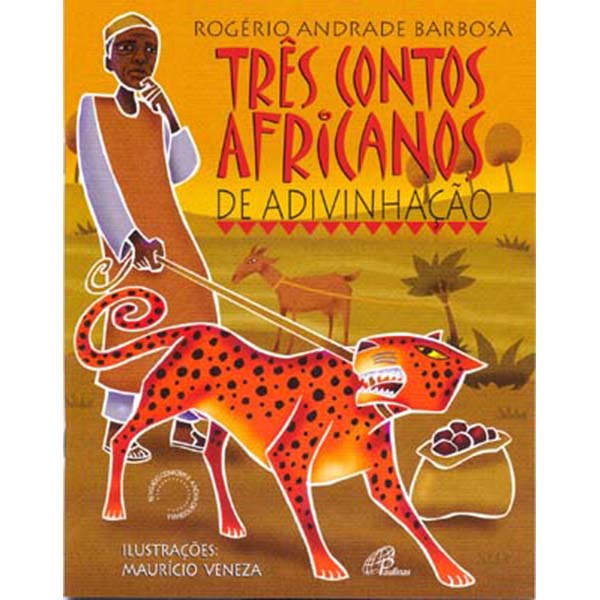 ROGÉRIO ANDRADE BARBOSA
TRÊS CONTOS
AFRICANOS
DE ADIVINHAÇÃO
ILUSTRAÇÕES:
MAURÍCIO VENEZA
Paulinas